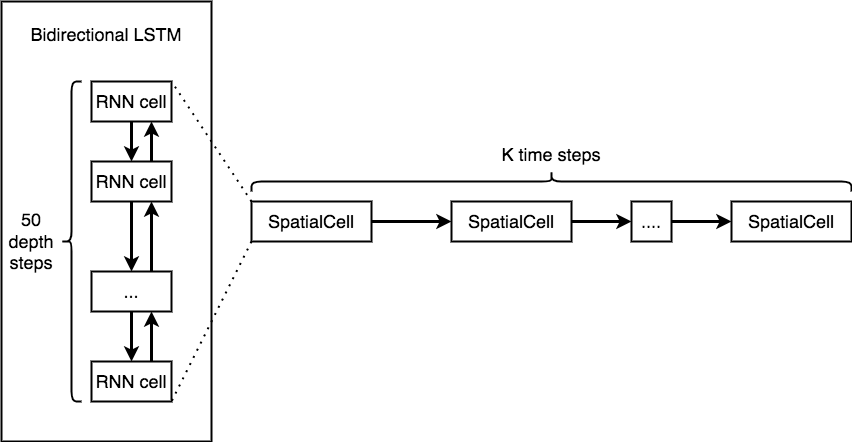 Bidirectional LSTM
RNN cell
RNN cell
...
RNN cell
50
depth
steps
K time steps
SpatialCell
SpatialCell
....
SpatialCell